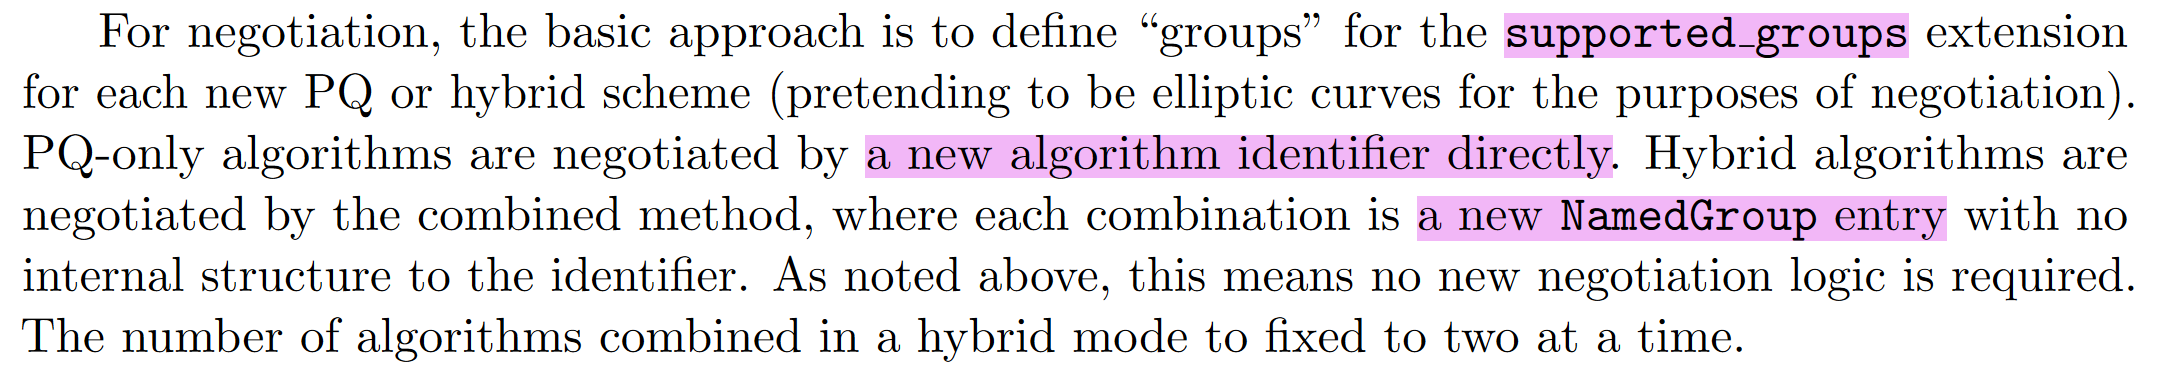 For negotiation, the basic approach is to define “groups” for the supported_groups extension
for each new PQ or hybrid scheme (pretending to be elliptic curves for the purposes of negotiation).
PQ-only algorithms are negotiated by a new algorithm identifier directly. Hybrid algorithms are
negotiated by the combined method, where each combination is a new NamedGroup entry with no
internal structure to the identifier. As noted above, this means no new negotiation logic is required.
The number of algorithms combined in a hybrid mode to fixed to two at a time.